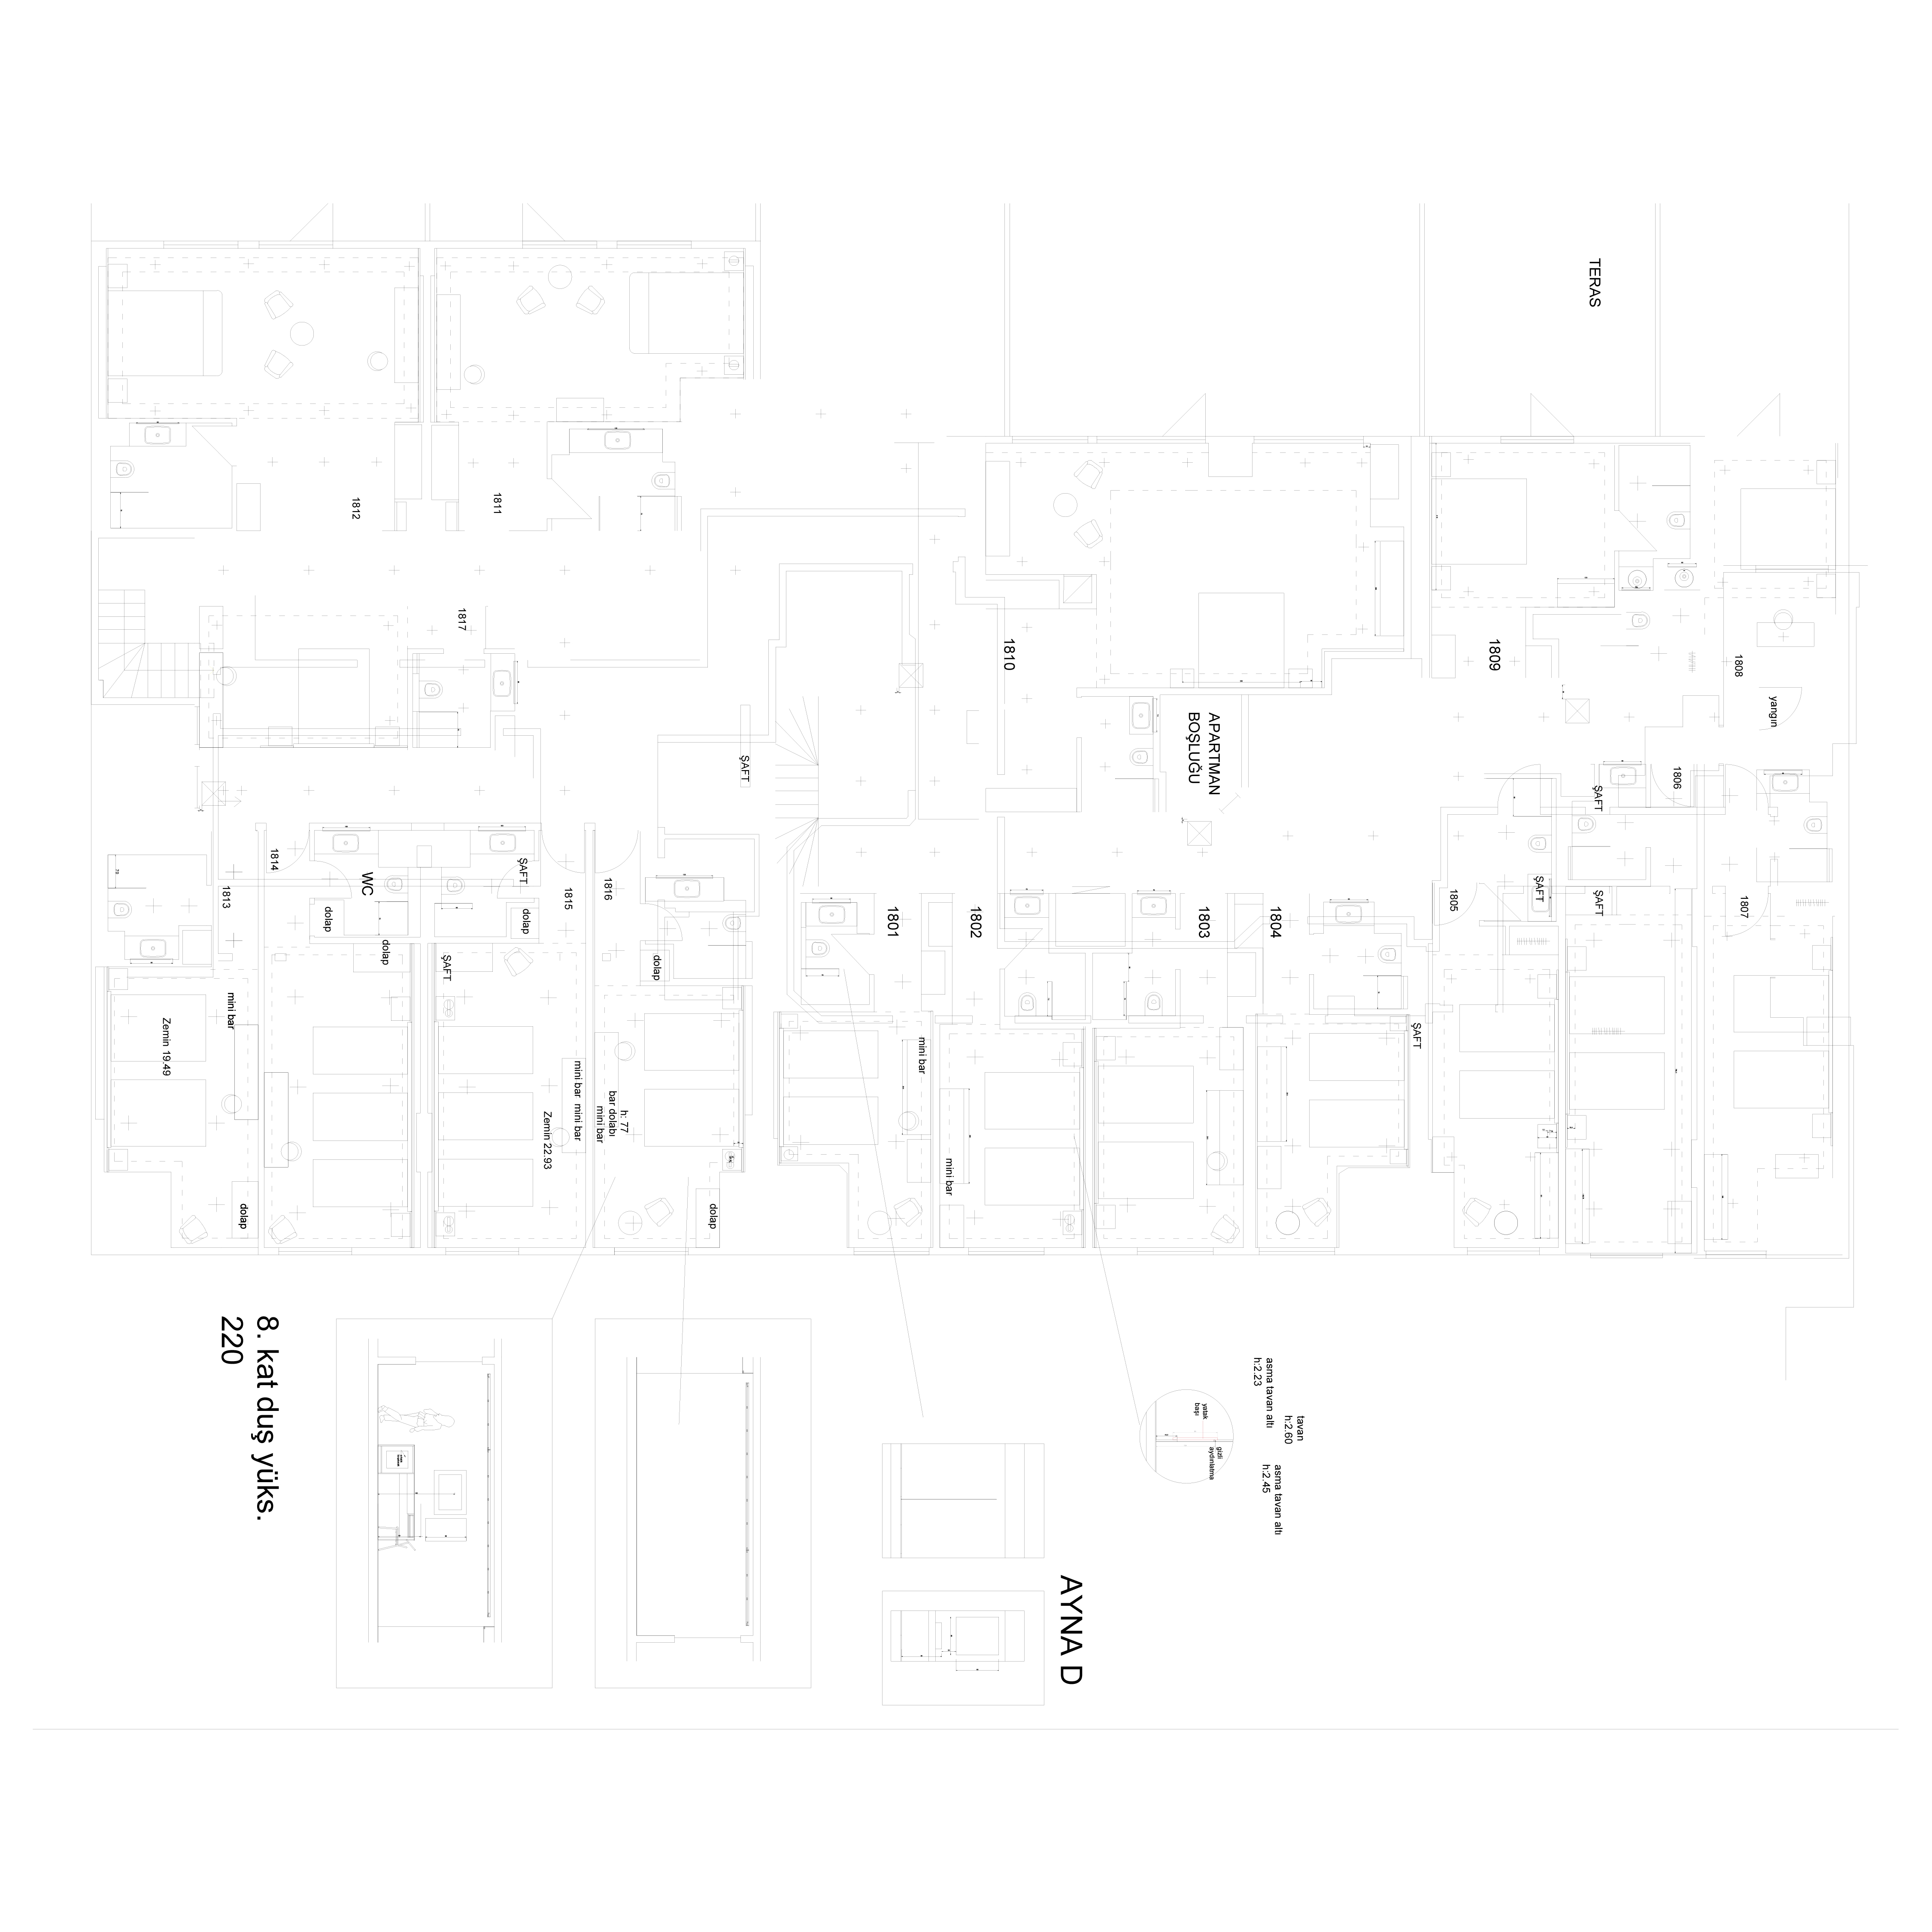 TERAS
1812
1811
1817
1810
1809
1808
yangın
APARTMAN
BOŞLUĞU
ŞAFT
1806
ŞAFT
1814
WC
ŞAFT
1815
1816
1813
dolap
dolap
dolap
dolap
ŞAFT
1801
1802
1803
1804
1805
ŞAFT
ŞAFT
1807
ŞAFT
mini bar
Zemin 19.49
dolap
Zemin 22.93
mini bar mini bar
h: 77
bar dolabı
mini bar
dolap
mini bar
mini bar
8. kat duş yüks.
220
AYNA D
asma tavan altı
h:2.23
tavan
h:2.60
asma tavan altı
h:2.45
yatak
başı
gizli
aydınlatma